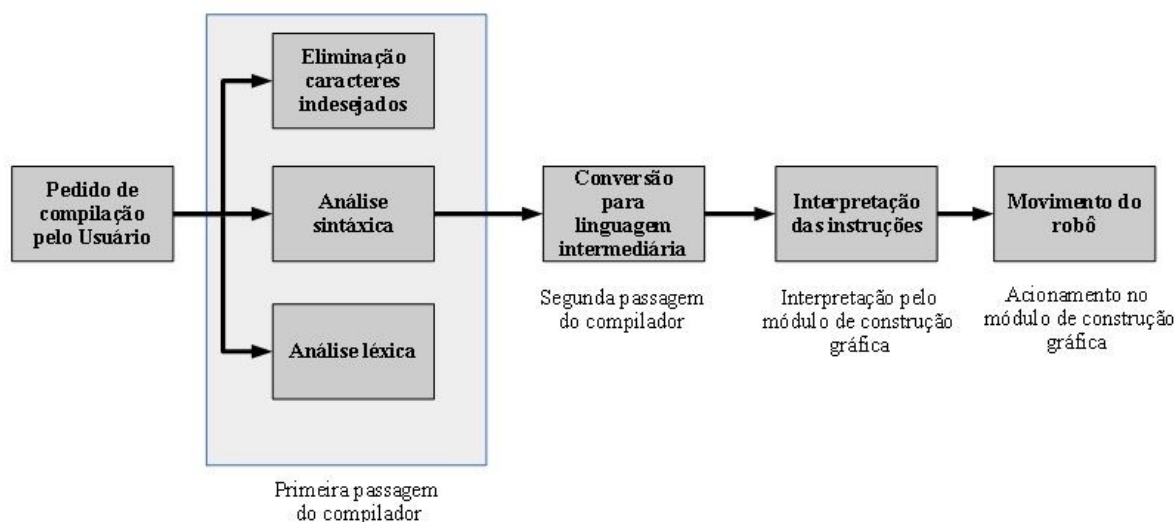 Eliminação
caracteres
indesejados
Pedido de
compilação
pelo Usuário
Análise
sintáxica
Conversão
para
linguagem
intermediária
Interpretação
das instruções
Movimento do
robô
Segunda passagem
do compilador
Interpretação pelo
módulo de construção
gráfica
Acionamento no
módulo de construção
gráfica
Análise léxica
Primeira passagem
do compilador